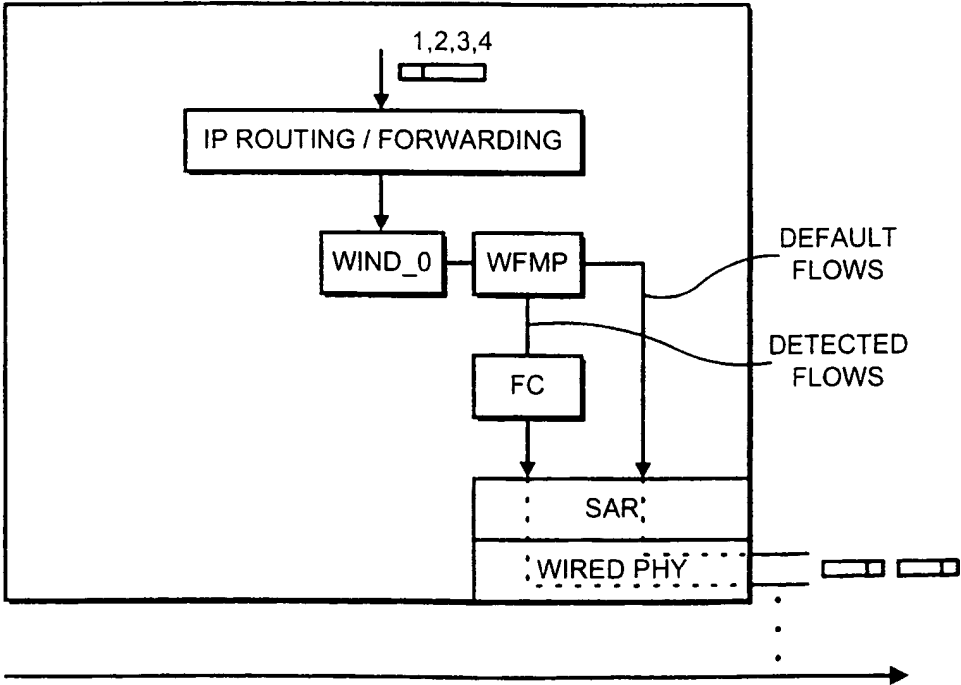 1,2,3,4
IP ROUTING / FORWARDING
WIND_0
WFMP
DEFAULT
FLOWS
DETECTED
FLOWS
FC
SAR
WIRED PHY